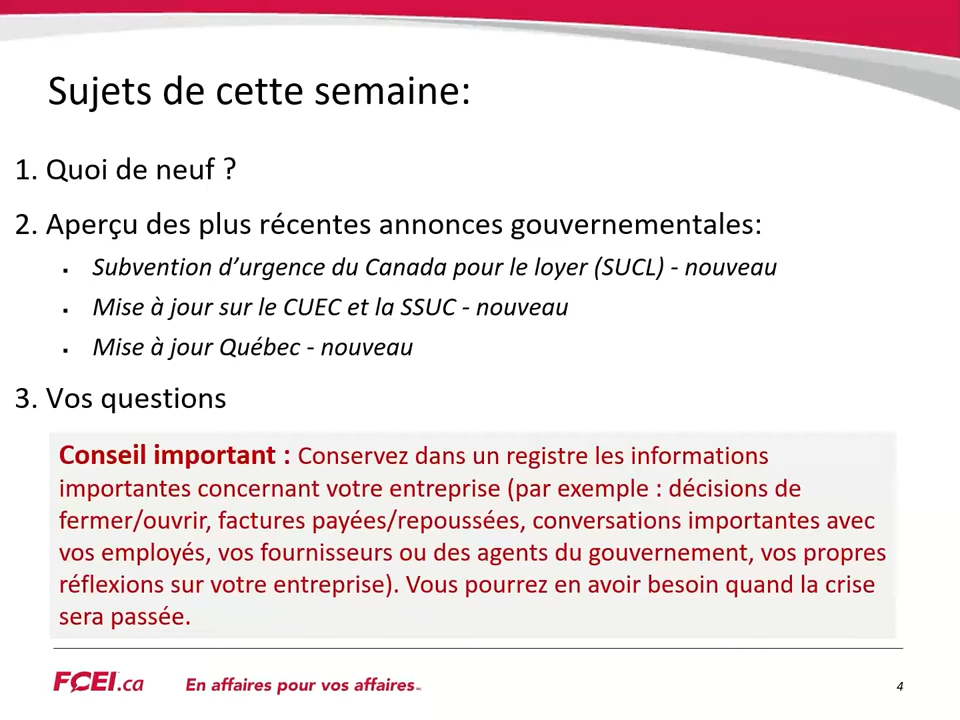 Sujets de cette semaine:
1. Quoi de neuf ?
2. Aperçu des plus récentes annonces gouvernementales:
▪ Subvention d’urgence du Canada pour le loyer (SUCL) - nouveau
▪ Mise à jour sur le CUEC et la SSUC - nouveau
▪ Mise à jour Québec - nouveau
3. Vos questions
Conseil important : Conservez dans un registre les informations
importantes concernant votre entreprise (par exemple : décisions de
fermer/ouvrir, factures payées/repoussées, conversations importantes avec
vos employés, vos fournisseurs ou des agents du gouvernement, vos propres
réflexions sur votre entreprise). Vous pourrez en avoir besoin quand la crise
sera passée.
FCEI.ca En affaires pour vos affaires. 4